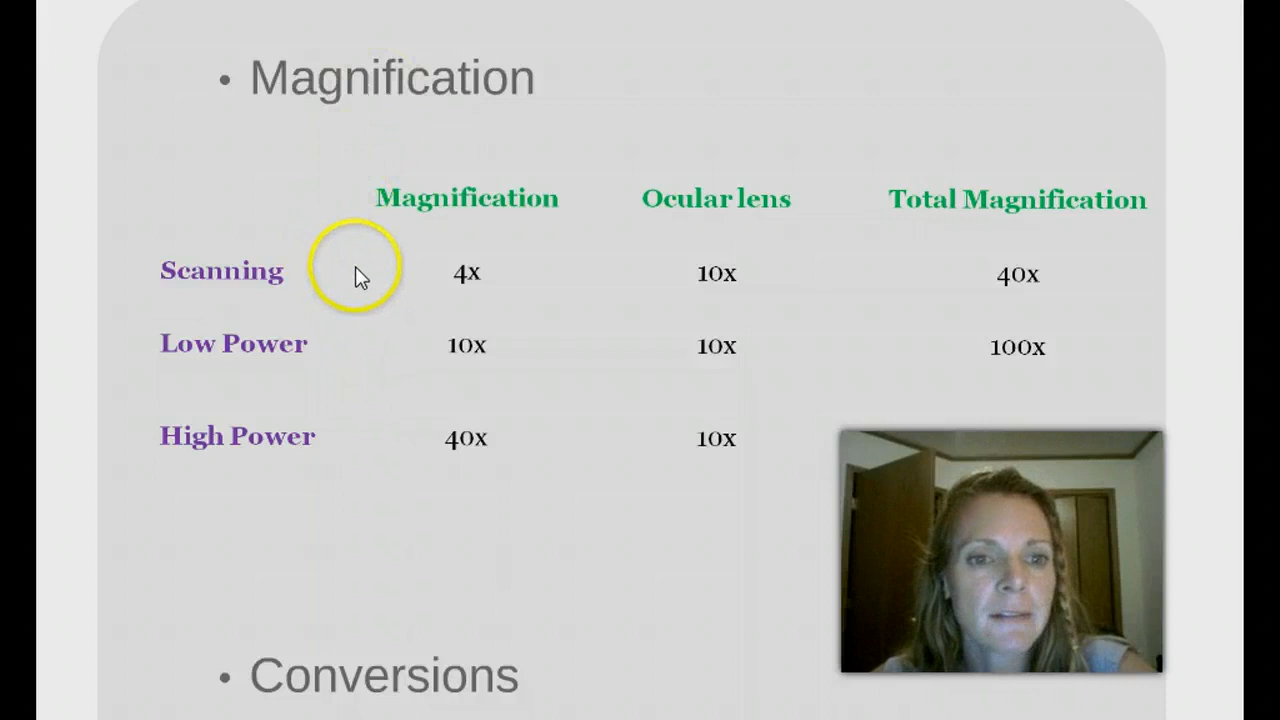 • Magnification
Magnification Ocular lens Total Magnification
Scanning 4x 10x 40x
Low Power 10x 10x 100x
High Power 40x 10x
• Conversions